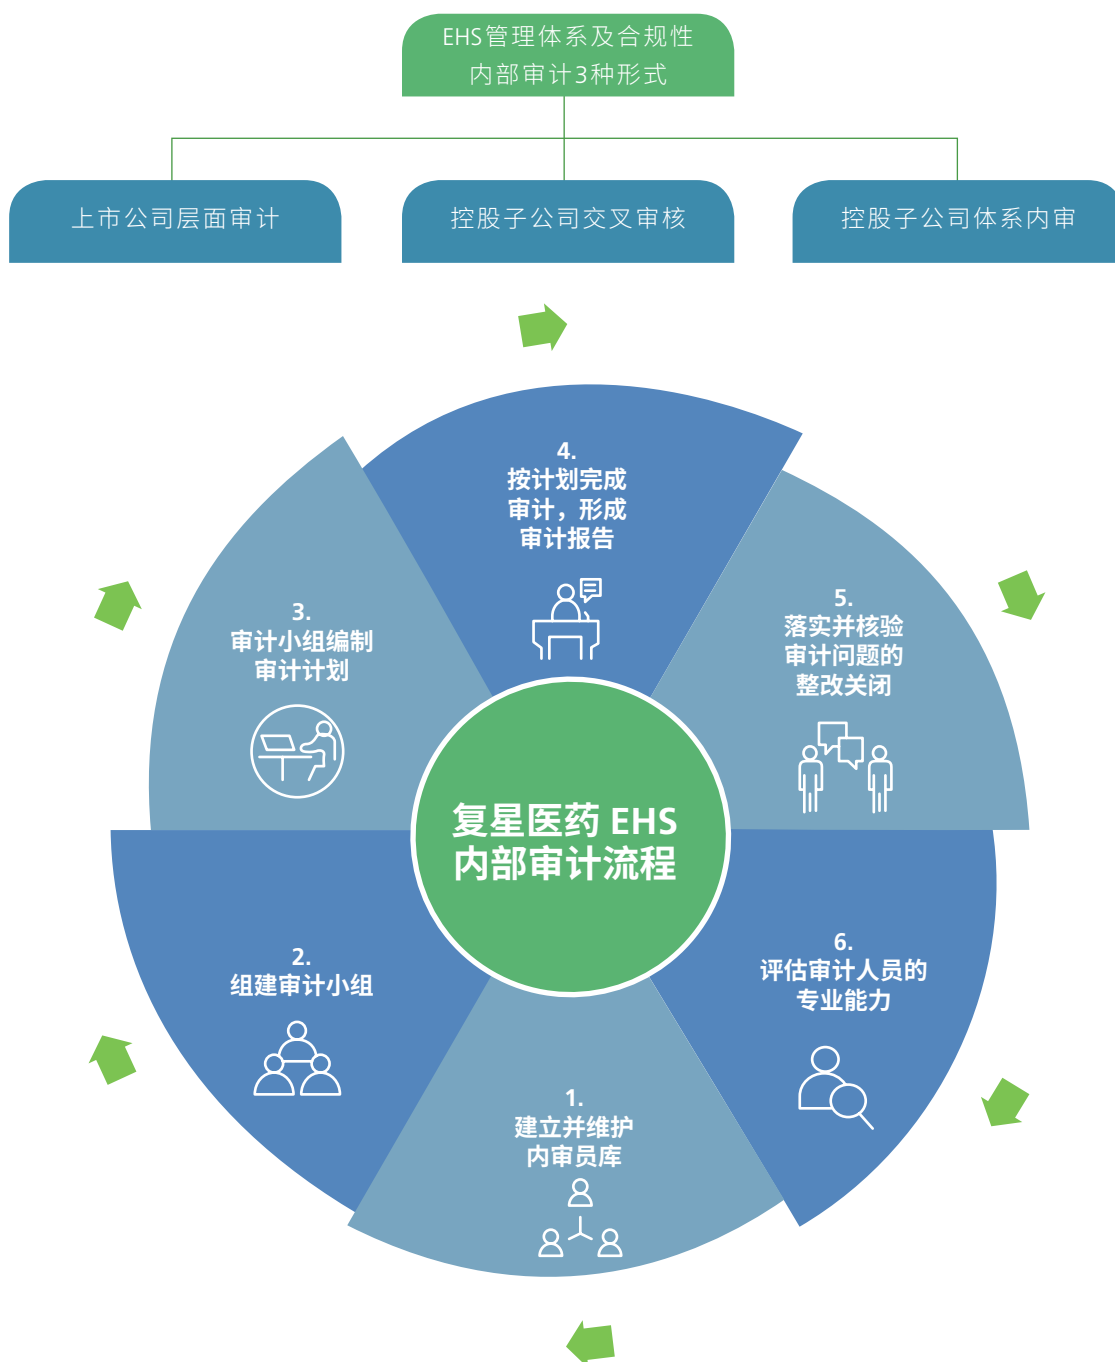 EHS管理体系及合规性
内部审计3种形式
上市公司层面审计
控股子公司交叉审核
控股子公司体系内审
4.
按计划完成
审计，形成
审计报告
5.
落实并核验
审计问题的
整改关闭
3.
审计小组编制
审计计划
复星医药 EHS
内部审计流程
6.
评估审计人员的
专业能力
2.
组建审计小组
1.
建立并维护
内审员库